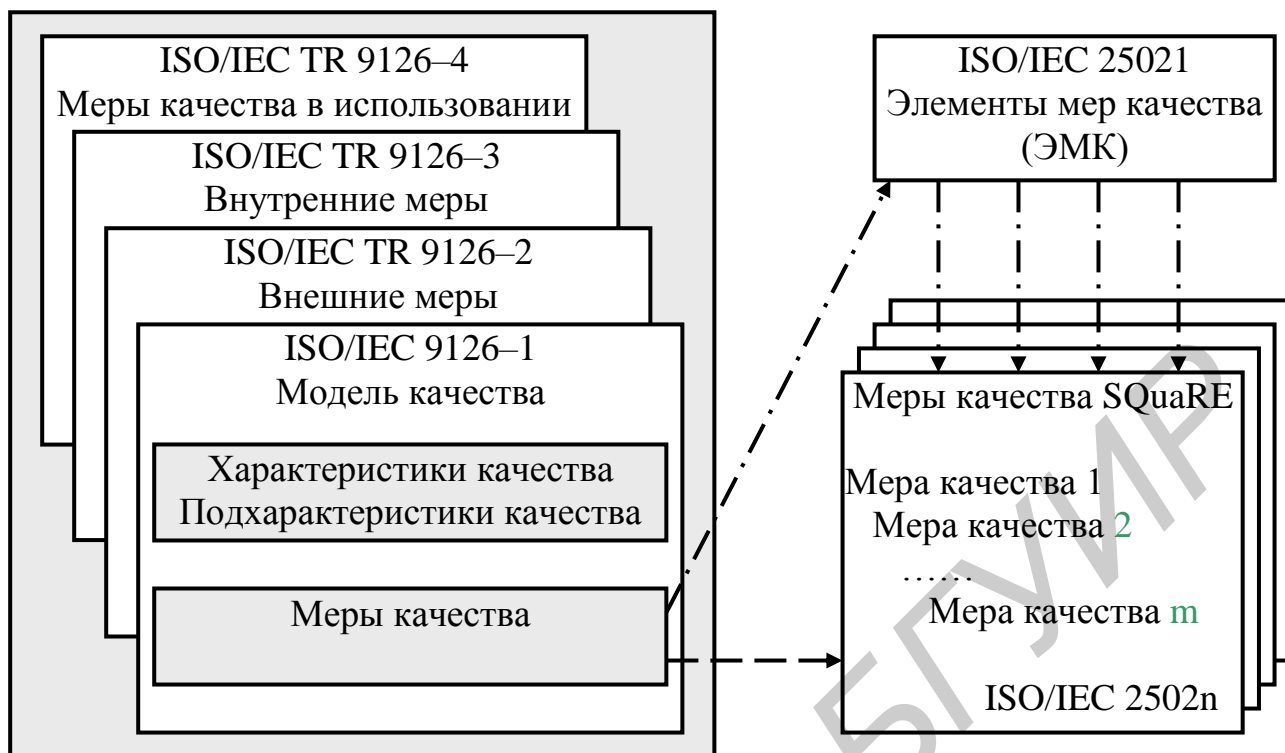 ISO/IEC TR 9126–4
Меры качества в использовании
ISO/IEC TR 9126–3
Внутренние меры
ISO/IEC TR 9126–2
Внешние меры
ISO/IEC 9126–1
Модель качества
Характеристики качества
Подхарактеристики качества
Меры качества
ISO/IEC 25021
Элементы мер качества
(ЭМК)
Меры качества SQuaRE
Мера качества 1
Мера качества 2
......
Мера качества m
ISO/IEC 2502n
БГУИР